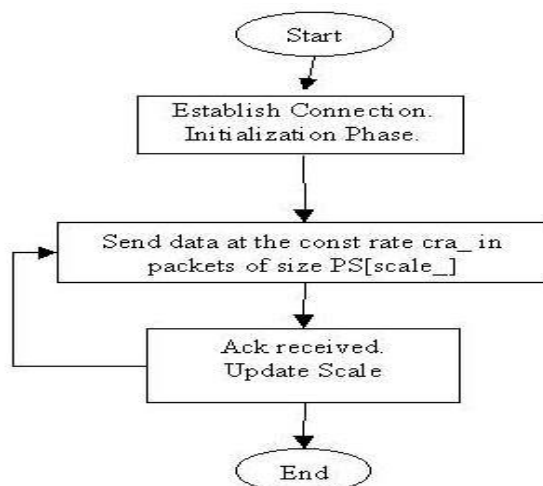 Start
Establish Connection.
Initialization Phase.
Send data at the const rate cra_ in
packets of size PS[scale_]
Ack received.
Update Scale
End